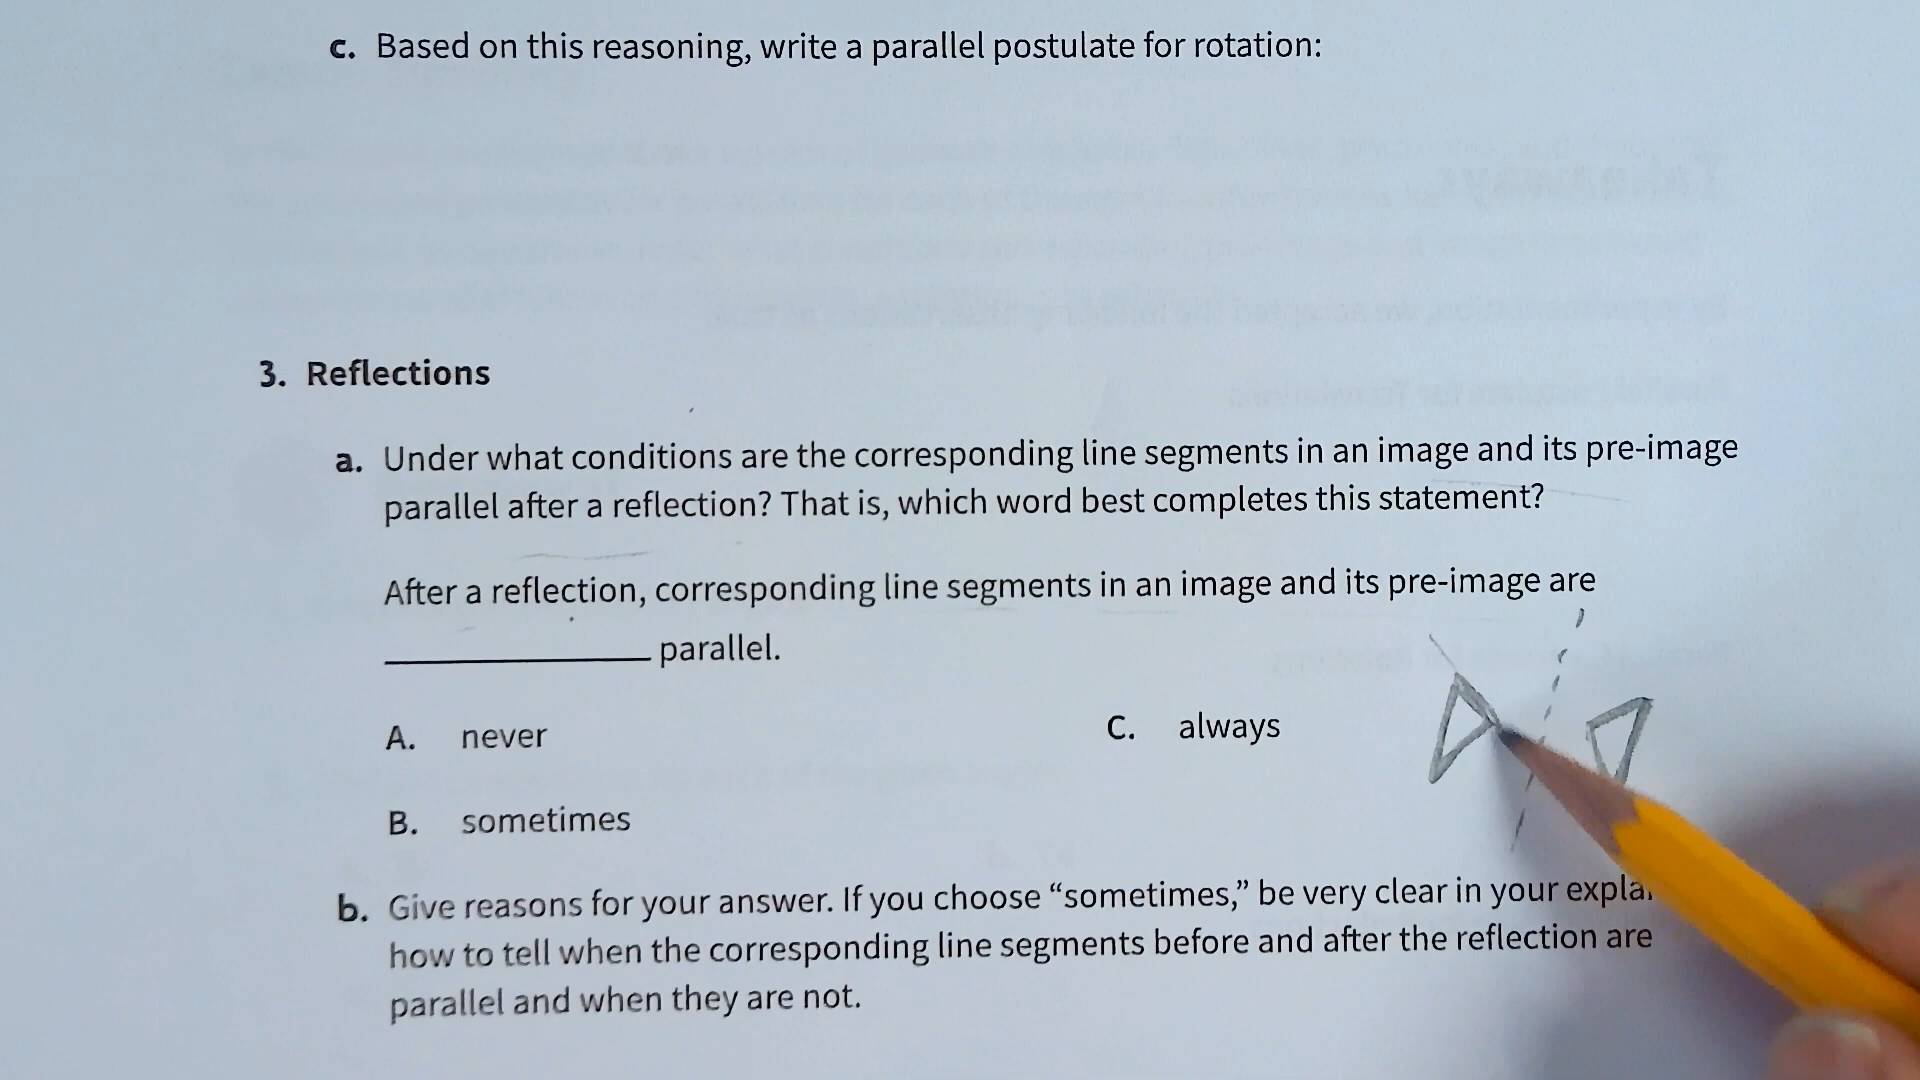 c. Based on this reasoning, write a parallel postulate for rotation:
3. Reflections
a. Under what conditions are the corresponding line segments in an image and its pre-image
parallel after a reflection? That is, which word best completes this statement?
After a reflection, corresponding line segments in an image and its pre-image are
____________ parallel.
A. never
C. always
B. sometimes
b. Give reasons for your answer. If you choose “sometimes,” be very clear in your
how to tell when the corresponding line segments before and after the reflection are
parallel and when they are not.